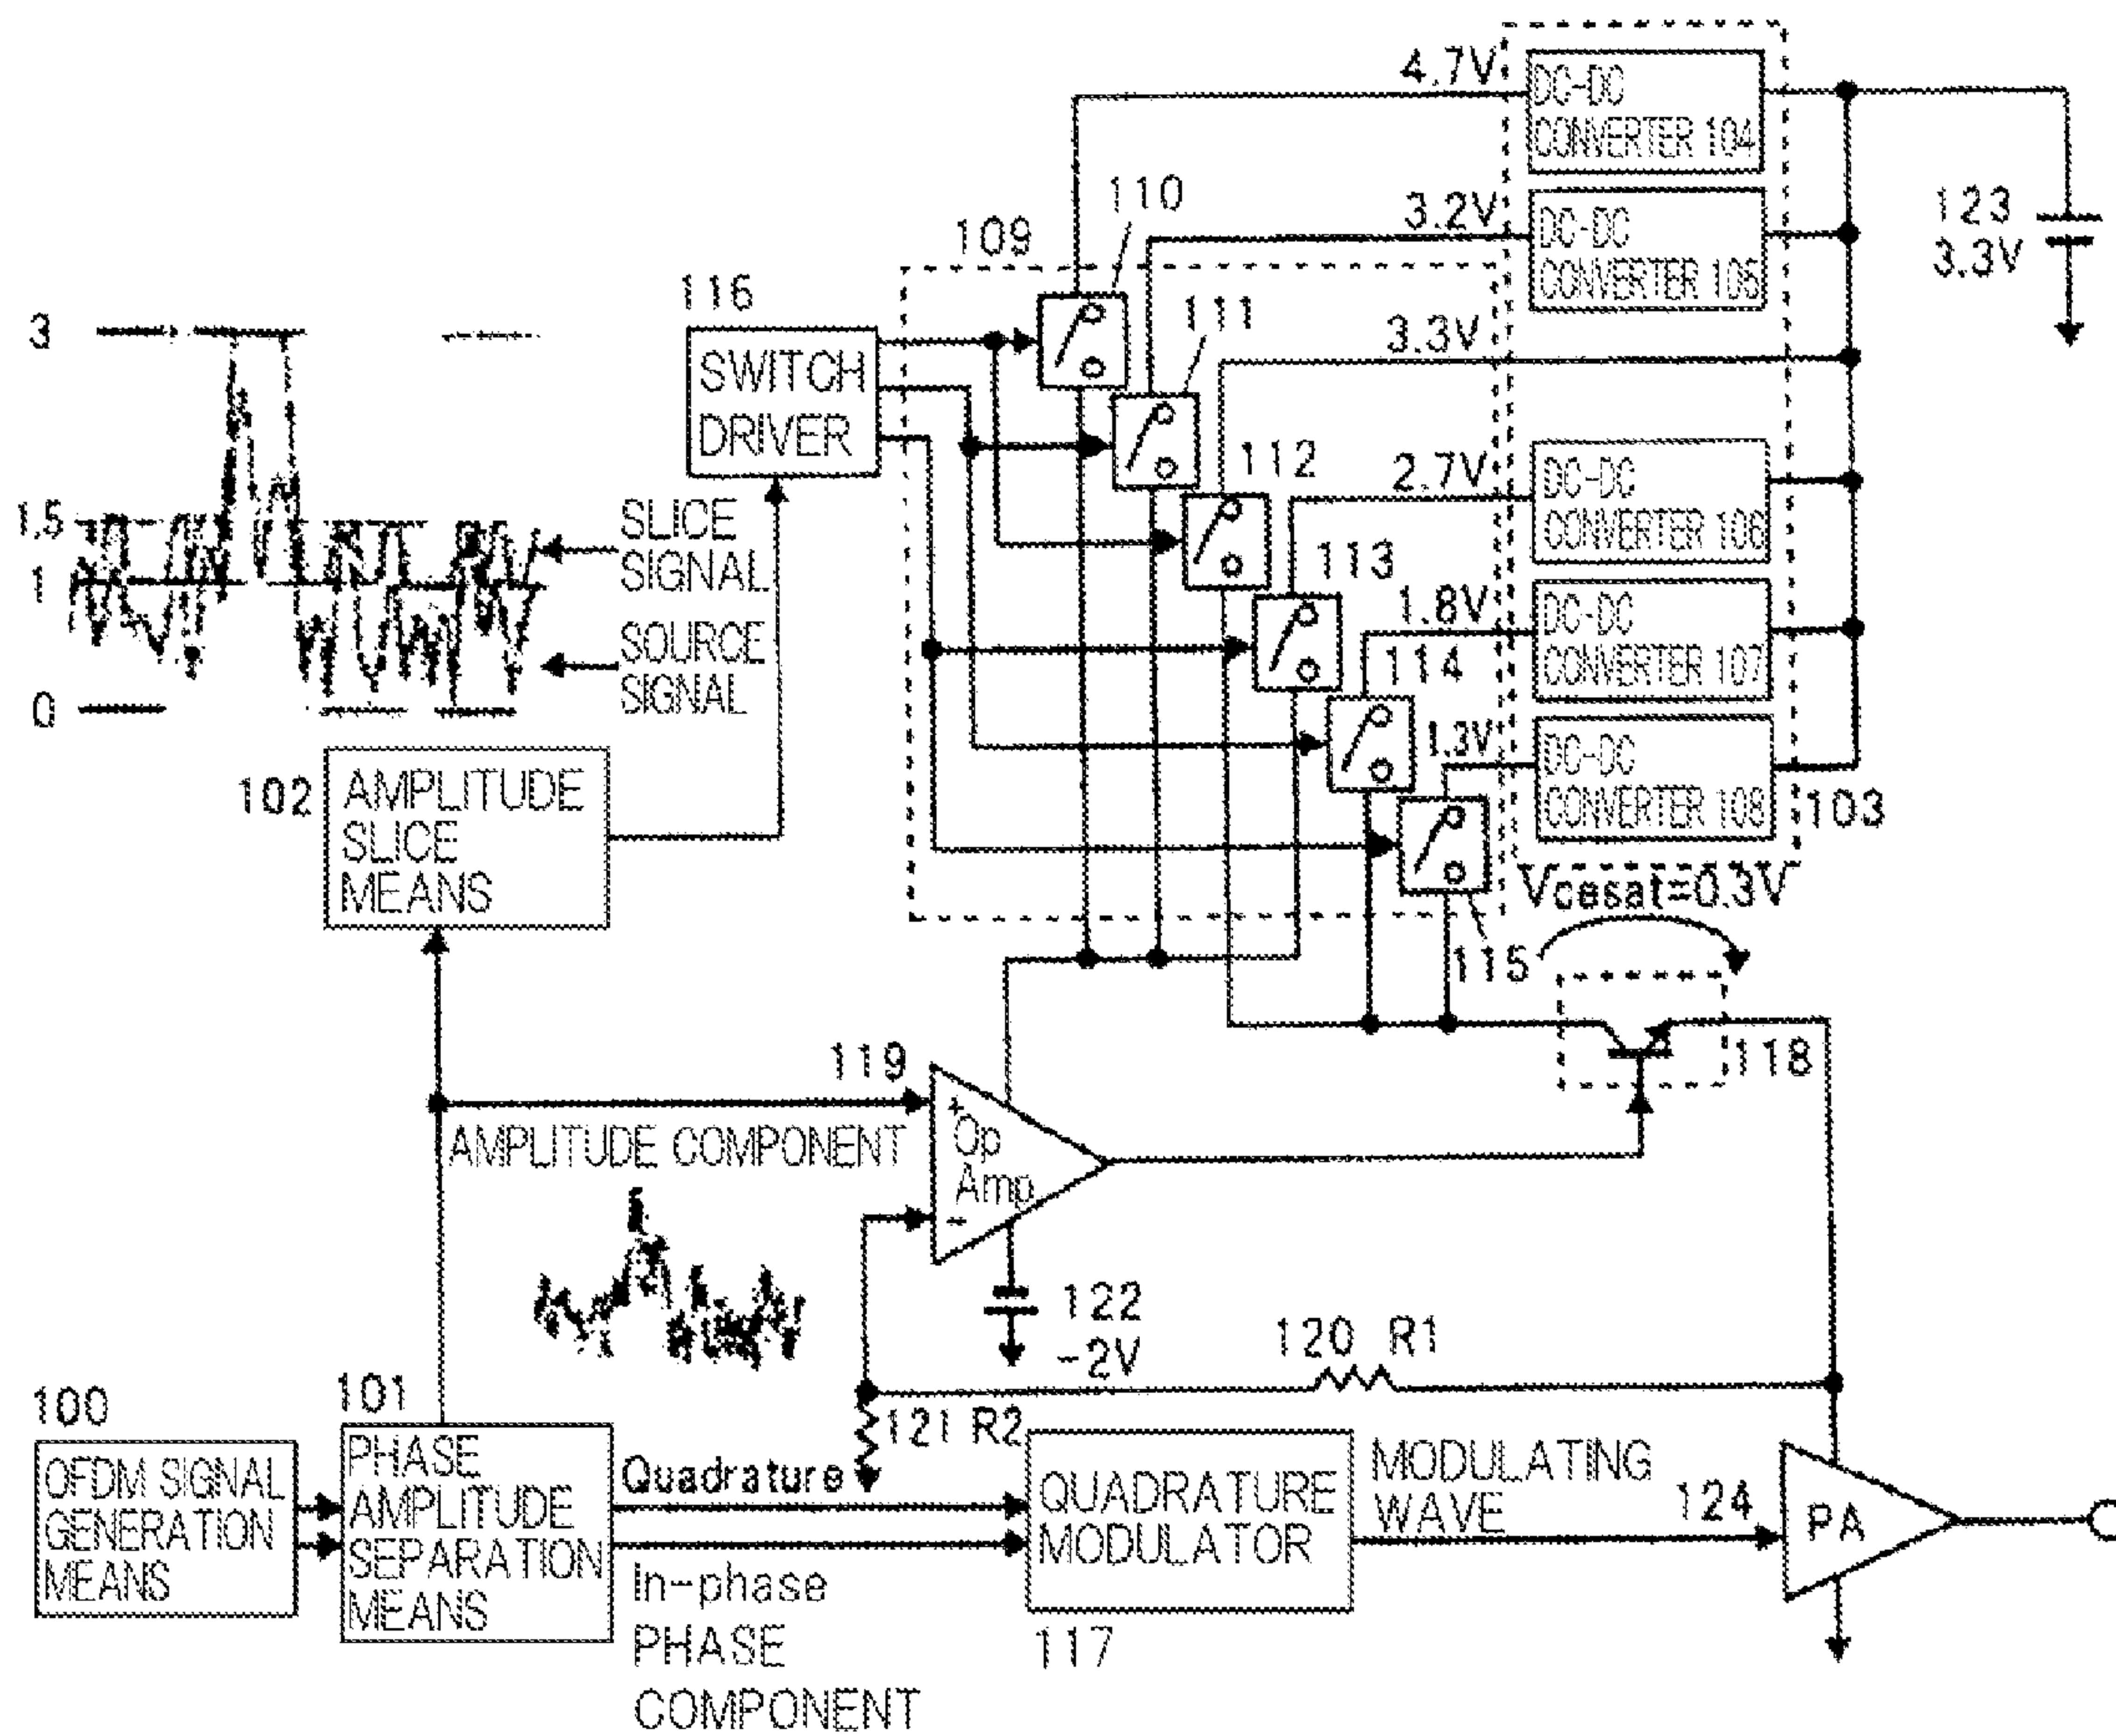 4.7V
DC-DC
CONVERTER 104
110
3.2V
DC-DC
CONVERTER 105
123
3.3V
109
116
111
3.3V
3
SWITCH
DRIVER
112
2.7V
DC-DC
CONVERTER 106
1.5
SLICE
SIGNAL
1
113
1.8V
DC-DC
CONVERTER 107
SOURCE
SIGNAL
114
0
1.3V
DC-DC
CONVERTER 108
103
102
AMPLITUDE
SLICE
MEANS
Vcesat=0.3V
115
119
118
+
Op
Amp
-
AMPLITUDE COMPONENT
122
-2V
120 R1
101
100
121 R2
PHASE
AMPLITUDE
SEPARATION
MEANS
OFDM SIGNAL
GENERATION
MEANS
Quadrature
QUADRATURE
MODULATOR
MODULATING
WAVE
124
PA
In-phase
PHASE
COMPONENT
117